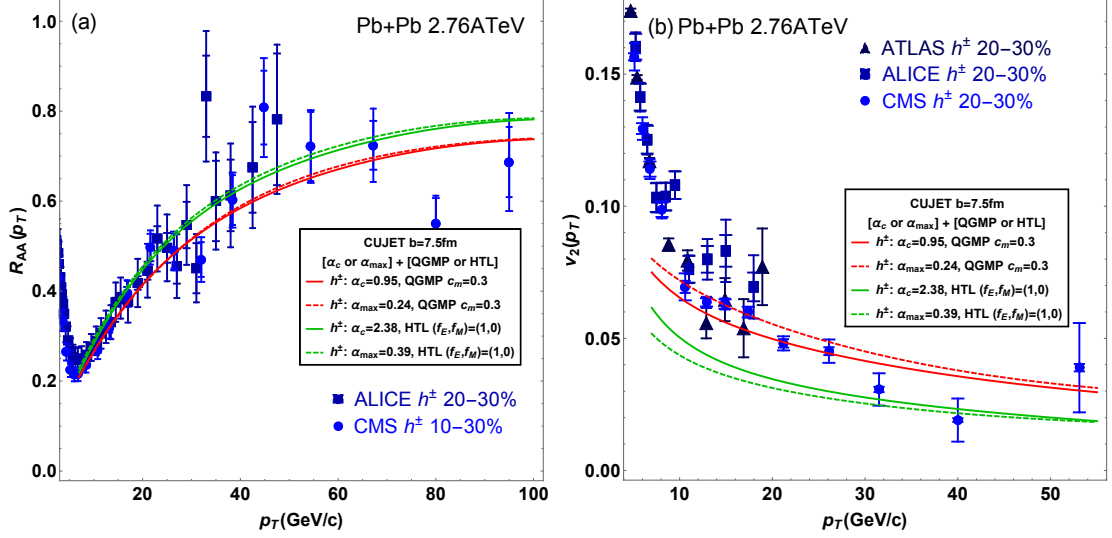 (a)
Pb+Pb 2.76ATeV
1.0
0.8
0.6
0.4
0.2
0.0
R_AA(p_T)
CUJET b=7.5fm
[α_c or α_max] + [QGMP or HTL]
h^±: α_c=0.95, QGMP c_m=0.3
h^±: α_max=0.24, QGMP c_m=0.3
h^±: α_c=2.38, HTL (f_E,f_M)=(1,0)
h^±: α_max=0.39, HTL (f_E,f_M)=(1,0)
ALICE h^± 20-30%
CMS h^± 10-30%
20 40 60 80 100
p_T(GeV/c)
(b) Pb+Pb 2.76ATeV
ATLAS h^± 20-30%
ALICE h^± 20-30%
CMS h^± 20-30%
0.15
0.10
0.05
0.00
v_2(p_T)
CUJET b=7.5fm
[α_c or α_max] + [QGMP or HTL]
h^±: α_c=0.95, QGMP c_m=0.3
h^±: α_max=0.24, QGMP c_m=0.3
h^±: α_c=2.38, HTL (f_E,f_M)=(1,0)
h^±: α_max=0.39, HTL (f_E,f_M)=(1,0)
10 20 30 40 50
p_T(GeV/c)